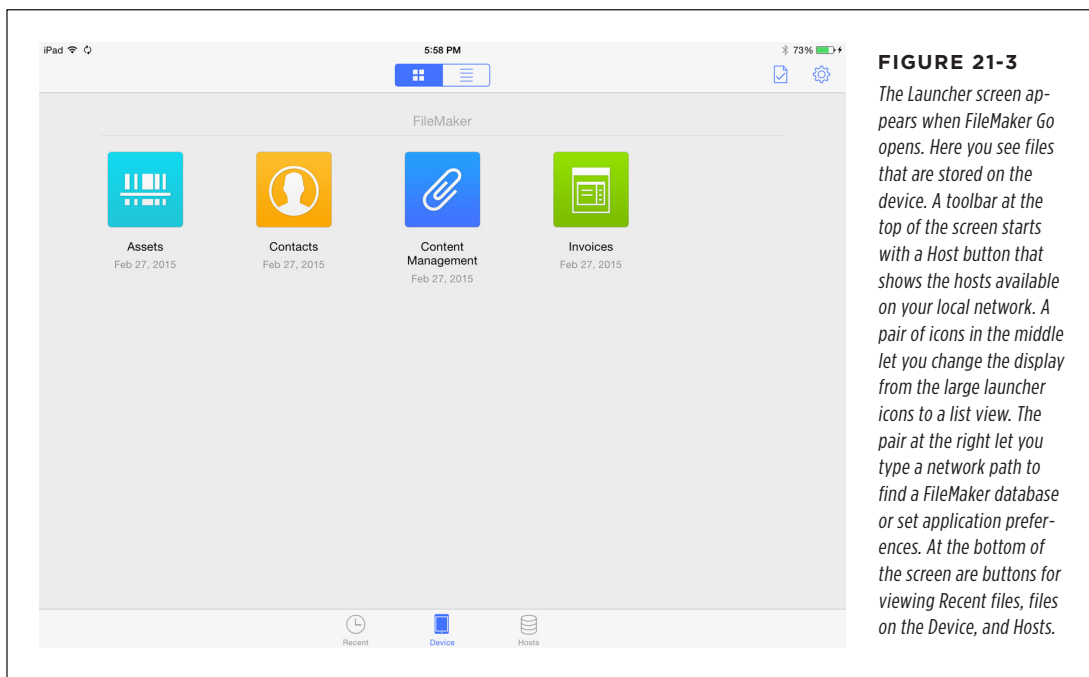 iPad
5:58 PM
73%
FileMaker
Assets
Feb 27, 2015
Contacts
Feb 27, 2015
Content
Management
Feb 27, 2015
Invoices
Feb 27, 2015
Recent
Device
Hosts
FIGURE 21-3
The Launcher screen ap-
pears when FileMaker Go
opens. Here you see files
that are stored on the
device. A toolbar at the
top of the screen starts
with a Host button that
shows the hosts available
on your local network. A
pair of icons in the middle
let you change the display
from the large launcher
icons to a list view. The
pair at the right let you
type a network path to
find a FileMaker database
or set application prefer-
ences. At the bottom of
the screen are buttons for
viewing Recent files, files
on the Device, and Hosts.